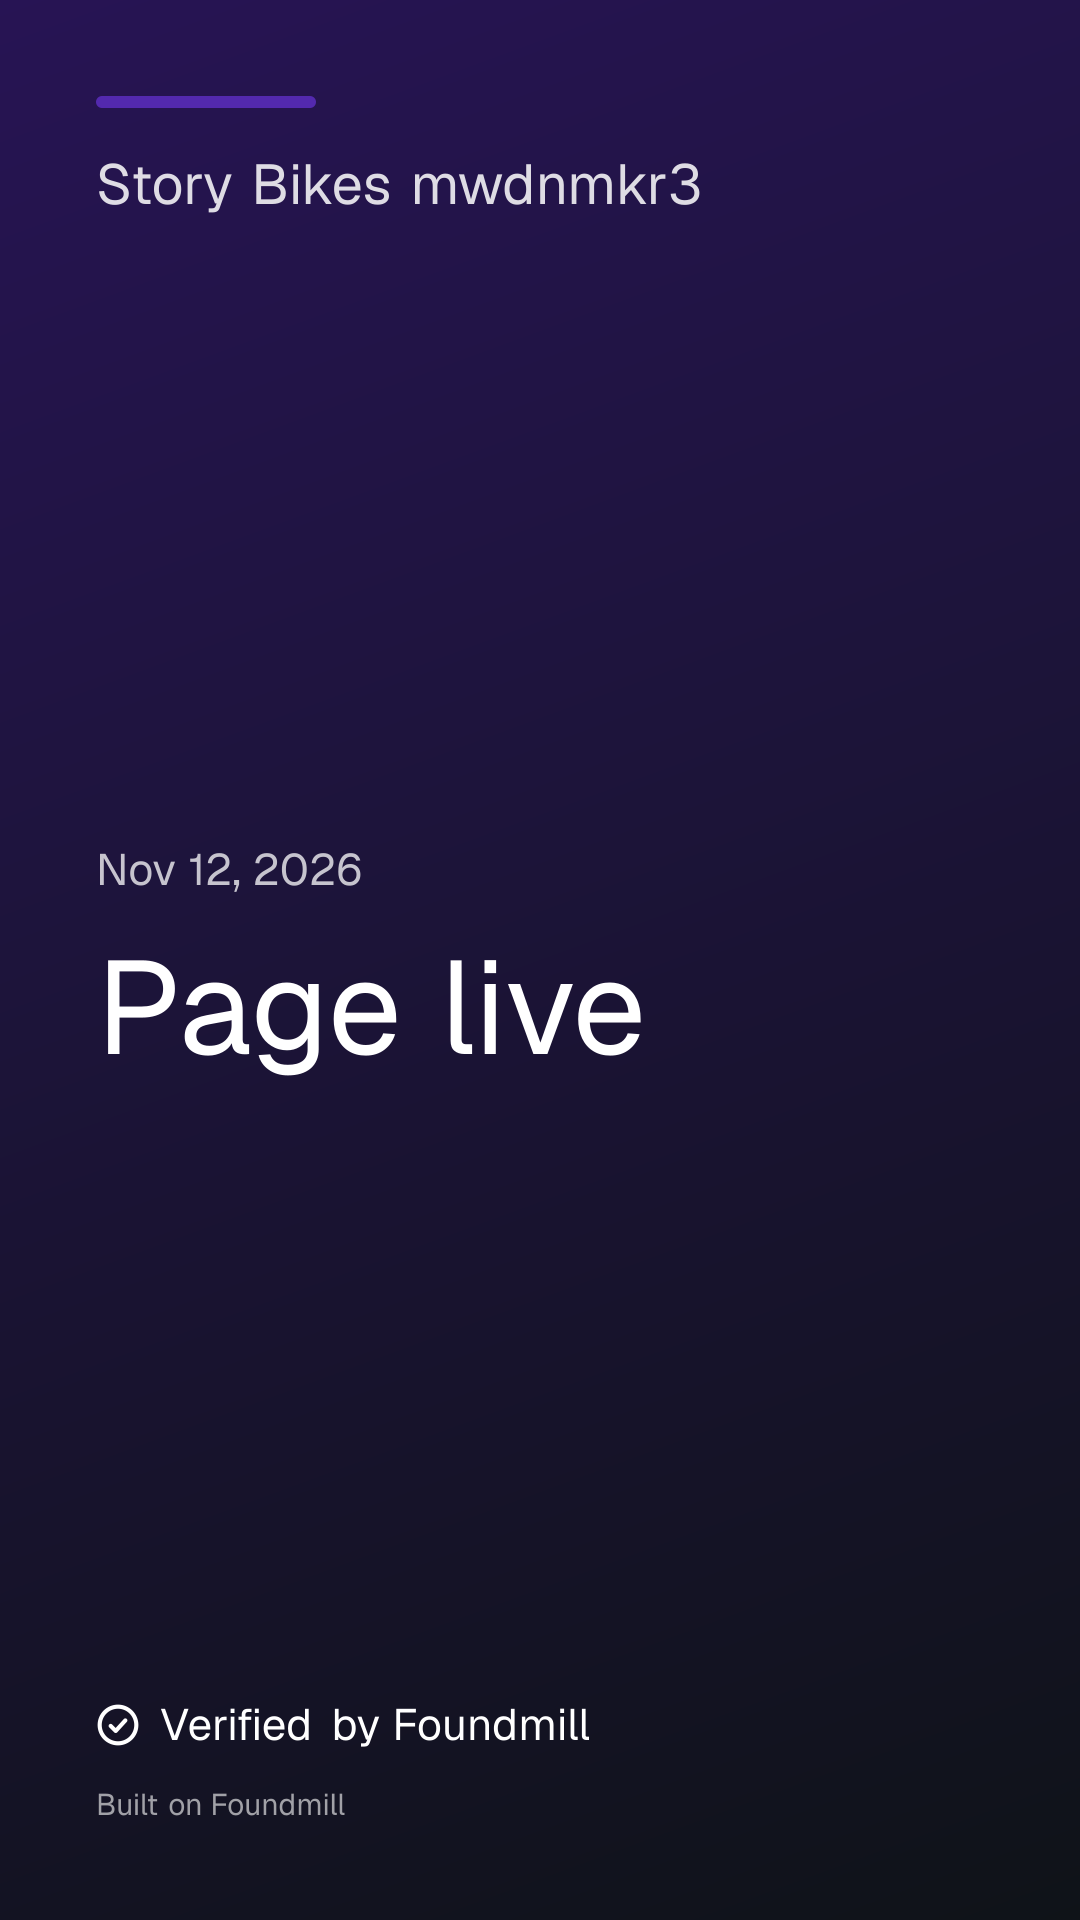 Story Bikes mwdnmkr3
Nov 12, 2026
Page live
Verified by Foundmill
Built on Foundmill